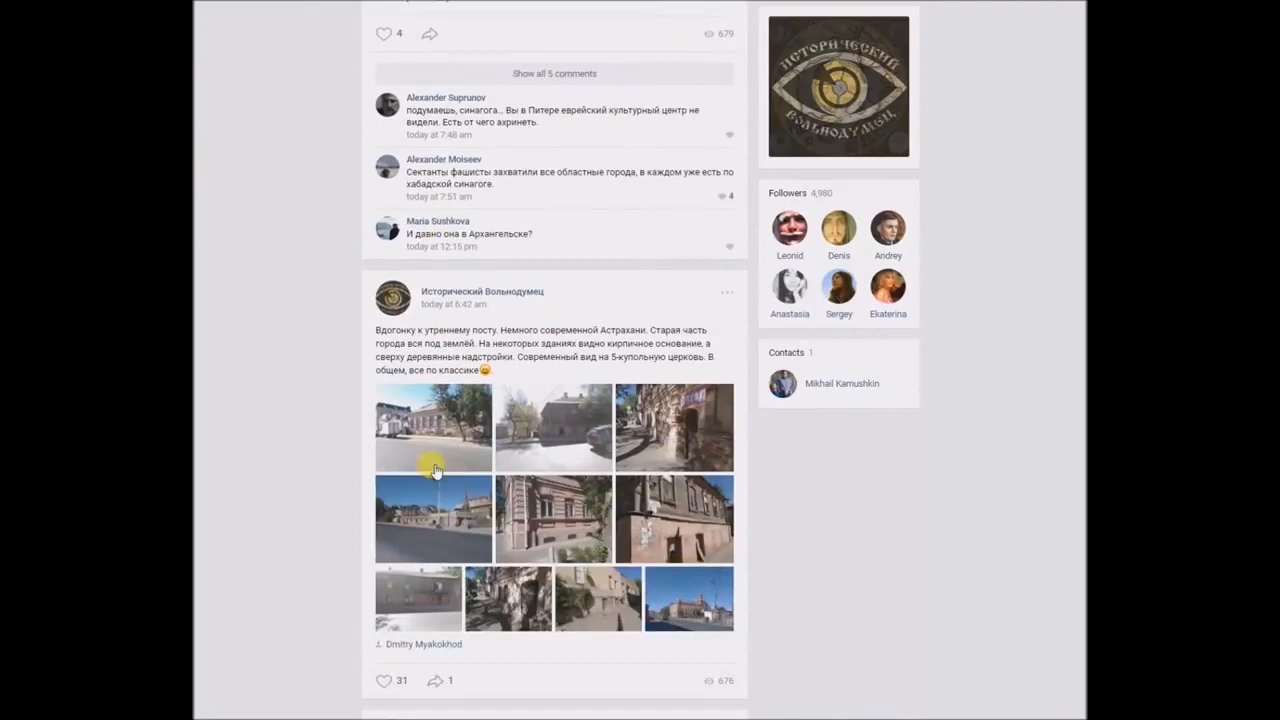 4
679
Show all 5 comments
Alexander Suprunov
подумаешь, синагога... Вы в Питере еврейский культурный центр не
видели. Есть от чего ахринеть.
today at 7:48 am
Alexander Moiseev
Сектанты фашисты захватили все областные города, в каждом уже есть по
хабадской синагоге.
today at 7:51 am
4
Maria Sushkova
И давно она в Архангельске?
today at 12:15 pm
Исторический Вольнодумец
today at 6:42 am
Вдогонку к утреннему посту. Немного современной Астрахани. Старая часть
города вся под землёй. На некоторых зданиях видно кирпичное основание, а
сверху деревянные надстройки. Современный вид на 5-купольную церковь. В
общем, все по классике
Dmitry Myakokhod
31
1
676
ИСТОРИЧЕСКИЙ
ВОЛЬНОДУМЕЦ
Followers 4,980
Leonid
Denis
Andrey
Anastasia
Sergey
Ekaterina
Contacts 1
Mikhail Kamushkin